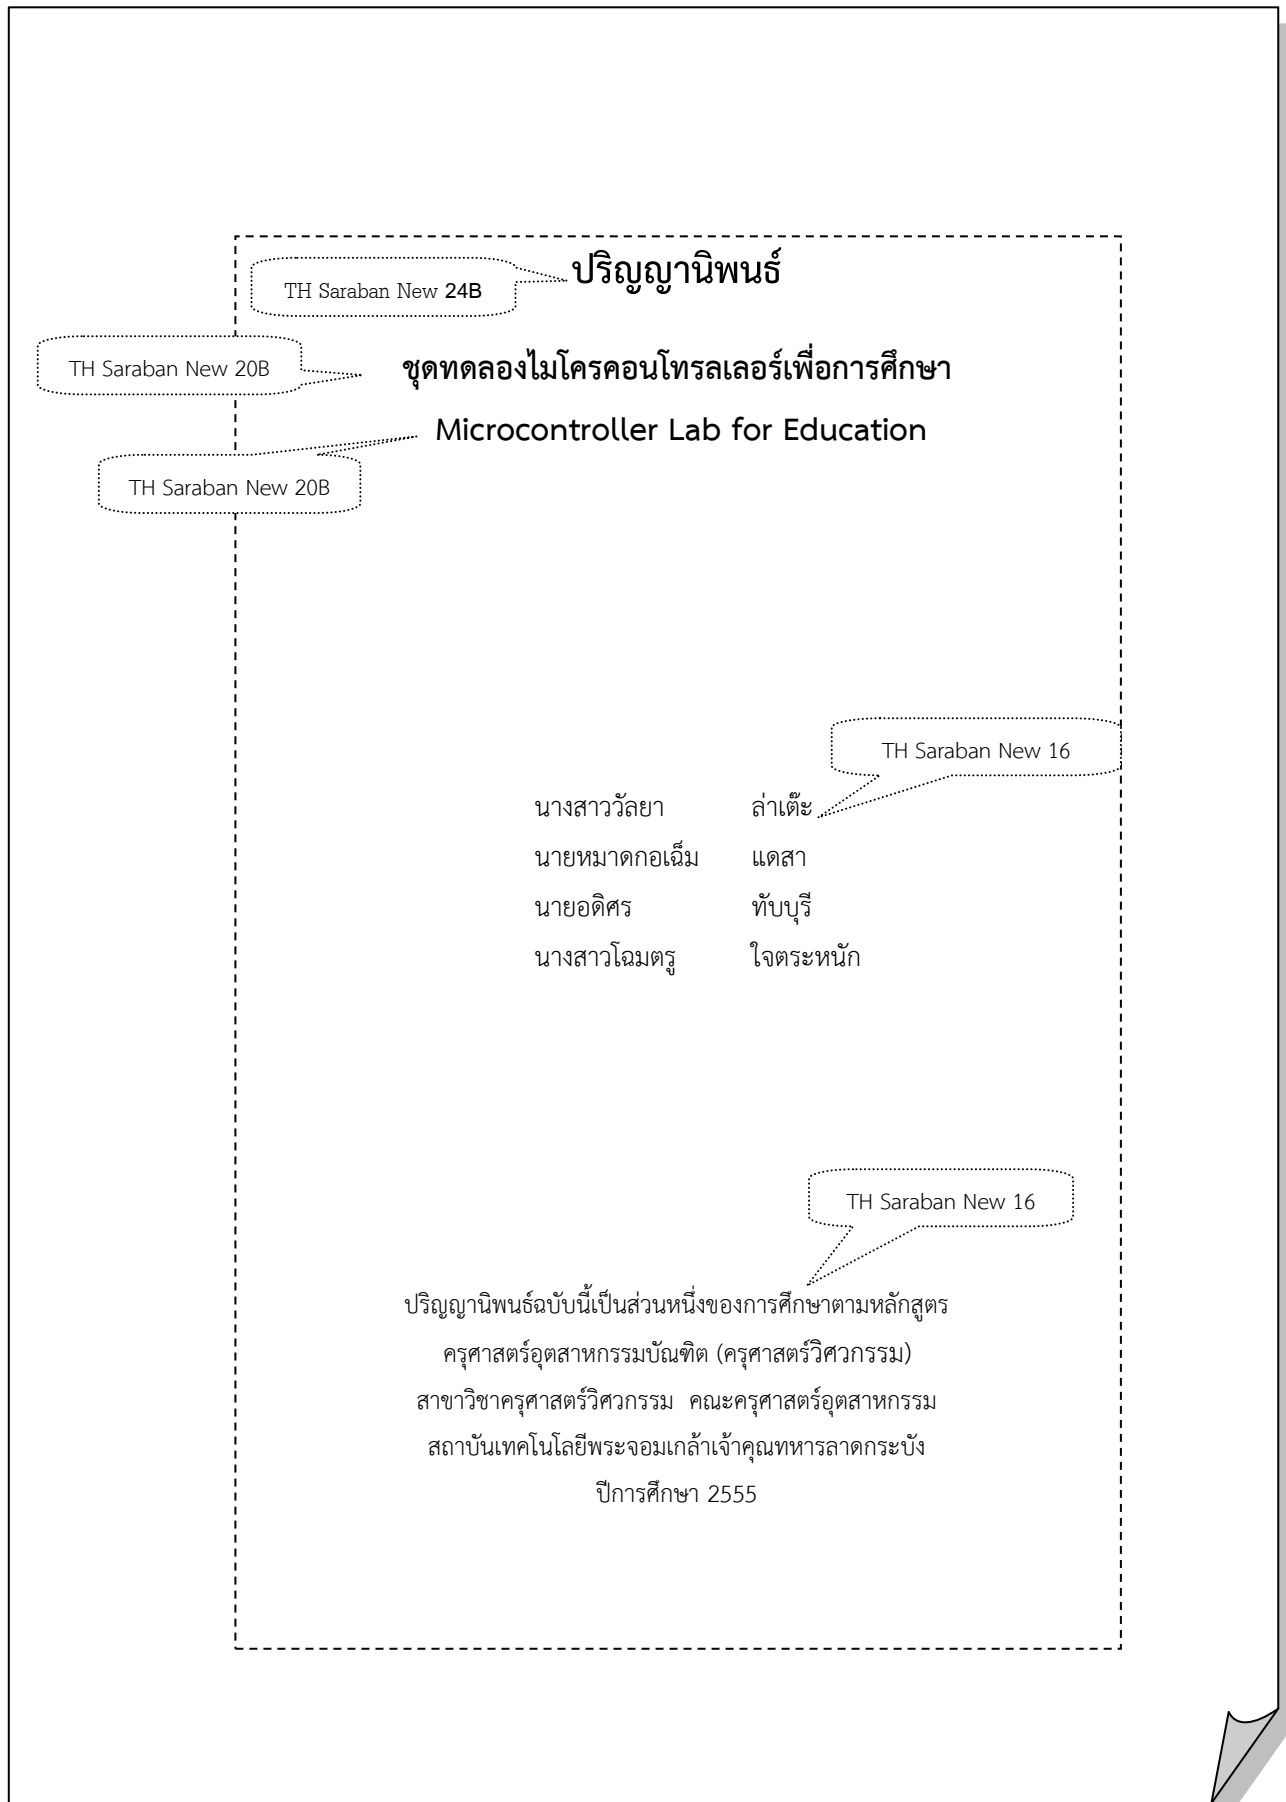 ปริญญานิพนธ์
TH Saraban New 24B
TH Saraban New 20B
ชุดทดลองไมโครคอนโทรลเลอร์เพื่อการศึกษา
Microcontroller Lab for Education
TH Saraban New 20B
TH Saraban New 16
นางสาววัลยา ล่าเต๊ะ
นายหมาดกอเฉ็ม แดสา
นายอดิศร ทับบุรี
นางสาวโฉมตรู ใจตระหนัก
TH Saraban New 16
ปริญญานิพนธ์ฉบับนี้เป็นส่วนหนึ่งของการศึกษาตามหลักสูตร
ครุศาสตร์อุตสาหกรรมบัณฑิต (ครุศาสตร์วิศวกรรม)
สาขาวิชาครุศาสตร์วิศวกรรม คณะครุศาสตร์อุตสาหกรรม
สถาบันเทคโนโลยีพระจอมเกล้าเจ้าคุณทหารลาดกระบัง
ปีการศึกษา 2555